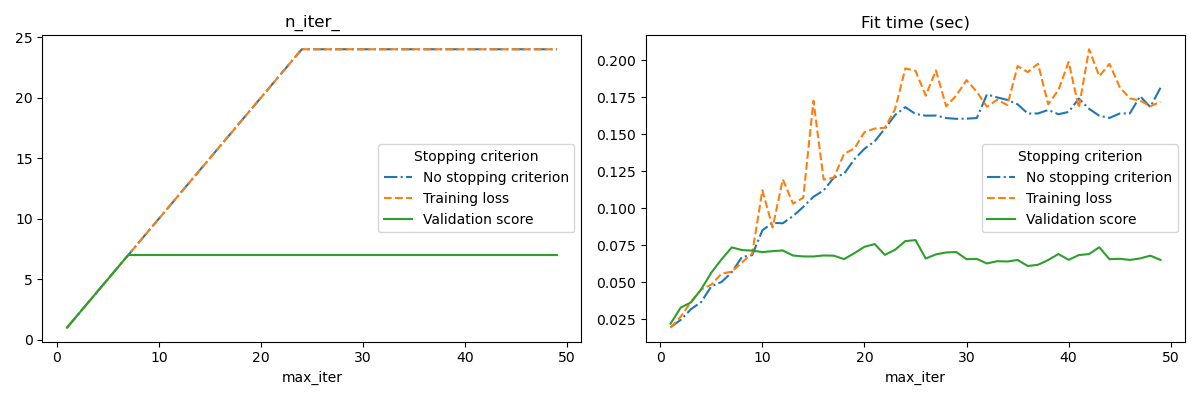 n_iter_
25
20
15
10
5
0
0
10
20
30
40
50
max_iter
Stopping criterion
No stopping criterion
Training loss
Validation score
Fit time (sec)
0.200
0.175
0.150
0.125
0.100
0.075
0.050
0.025
0
10
20
30
40
50
max_iter
Stopping criterion
No stopping criterion
Training loss
Validation score